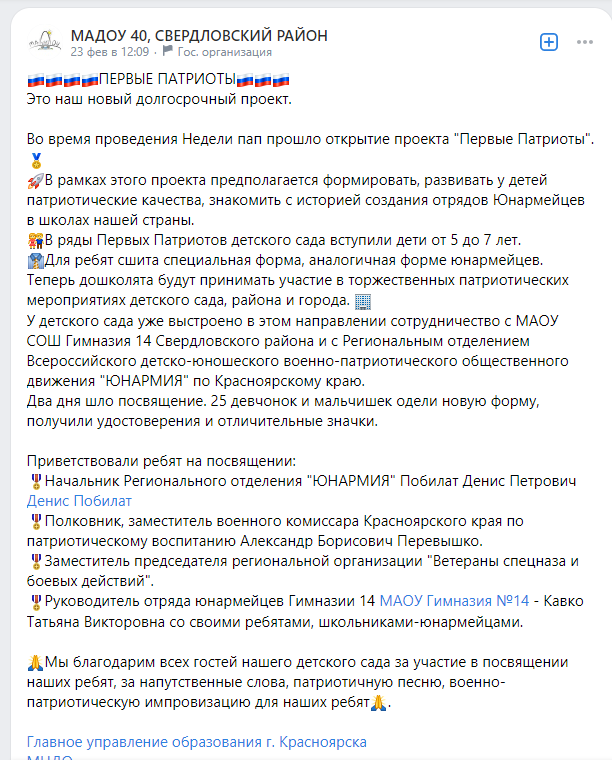 МАДОУ 40, СВЕРДЛОВСКИЙ РАЙОН
23 фев в 12:09 · Гос. организация
🇷🇺🇷🇺🇷🇺🇷🇺ПЕРВЫЕ ПАТРИОТЫ🇷🇺🇷🇺🇷🇺
Это наш новый долгосрочный проект.
Во время проведения Недели пап прошло открытие проекта "Первые Патриоты".
🏅
🚀В рамках этого проекта предполагается формировать, развивать у детей
патриотические качества, знакомить с историей создания отрядов Юнармейцев
в школах нашей страны.
👫В ряды Первых Патриотов детского сада вступили дети от 5 до 7 лет.
Для ребят сшита специальная форма, аналогичная форме юнармейцев.
Теперь дошколята будут принимать участие в торжественных патриотических
мероприятиях детского сада, района и города. 🏢
У детского сада уже выстроено в этом направлении сотрудничество с МАОУ
СОШ Гимназия 14 Свердловского района и с Региональным отделением
Всероссийского детско-юношеского военно-патриотического общественного
движения "ЮНАРМИЯ" по Красноярскому краю.
Два дня шло посвящение. 25 девчонок и мальчишек одели новую форму,
получили удостоверения и отличительные значки.
Приветствовали ребят на посвящении:
🎖Начальник Регионального отделения "ЮНАРМИЯ" Побилат Денис Петрович
Денис Побилат
🎖Полковник, заместитель военного комиссара Красноярского края по
патриотическому воспитанию Александр Борисович Перевышко.
🎖Заместитель председателя региональной организации "Ветераны спецназа и
боевых действий".
🎖Руководитель отряда юнармейцев Гимназии 14 МАОУ Гимназия №14 - Кавко
Татьяна Викторовна со своими ребятами, школьниками-юнармейцами.
🙏Мы благодарим всех гостей нашего детского сада за участие в посвящении
наших ребят, за напутственные слова, патриотичную песню, военно-
патриотическую импровизацию для наших ребят🙏.
Главное управление образования г. Красноярска